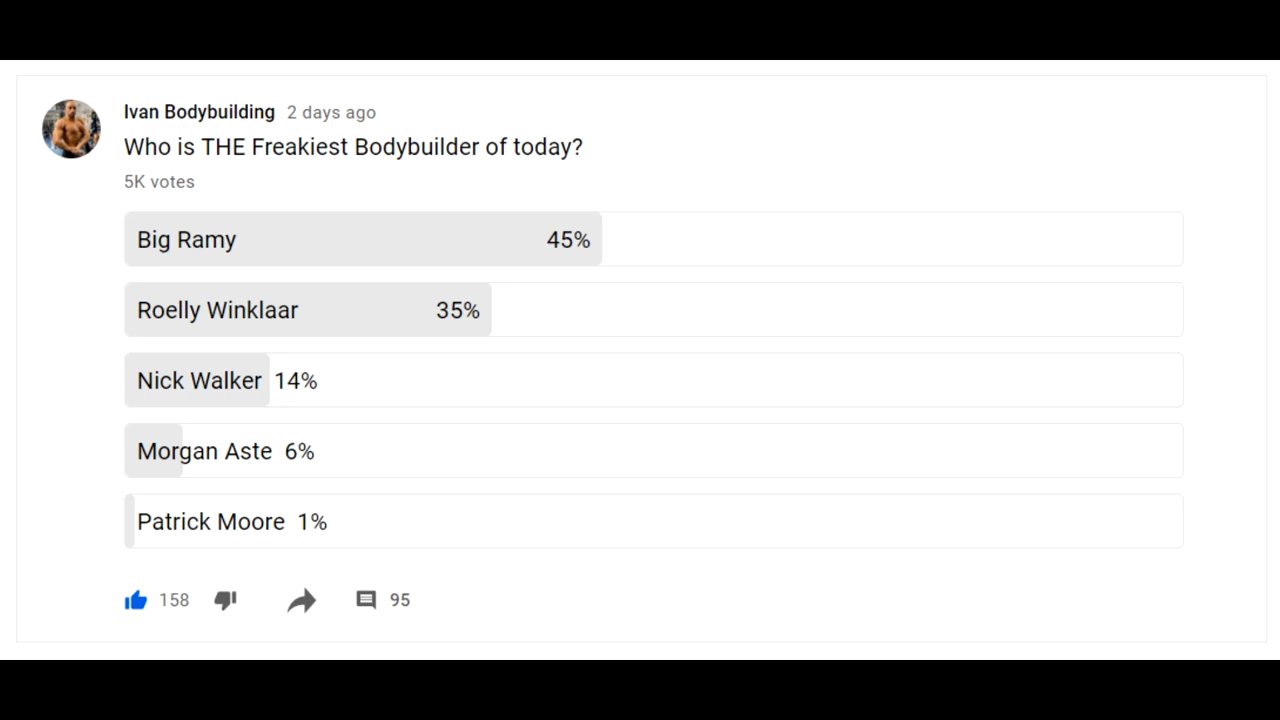 Ivan Bodybuilding 2 days ago
Who is THE Freakiest Bodybuilder of today?
5K votes
Big Ramy 45%
Roelly Winklaar 35%
Nick Walker 14%
Morgan Aste 6%
Patrick Moore 1%
158 95